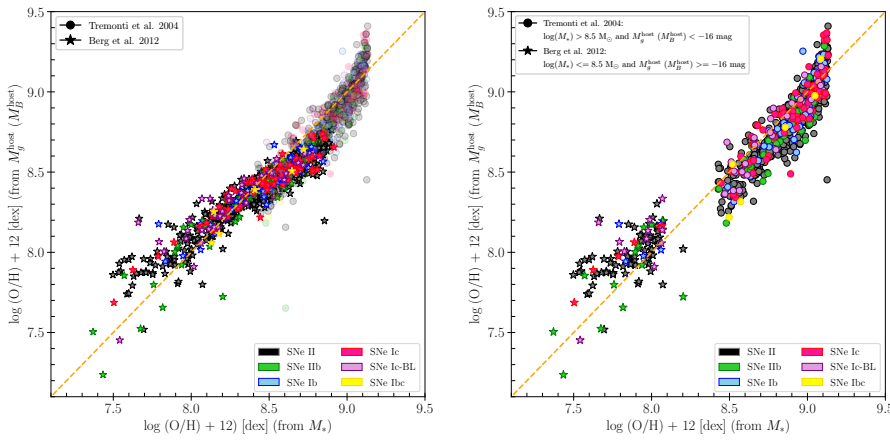 Tremonti et al. 2004
Berg et al. 2012
9.5
9.0
8.5
8.0
7.5
log (O/H) + 12 [dex] (from M_g^host (M_B^host)
SNe II
SNe IIb
SNe Ib
SNe Ic
SNe Ic-BL
SNe Ibc
7.5 8.0 8.5 9.0 9.5
log (O/H) + 12) [dex] (from M_*)
Tremonti et al. 2004:
log(M_*) > 8.5 M_⊙ and M_g^host (M_B^host) < −16 mag
Berg et al. 2012:
log(M_*) <= 8.5 M_⊙ and M_g^host (M_B^host) >= −16 mag
9.5
9.0
8.5
8.0
7.5
log (O/H) + 12 [dex] (from M_g^host (M_B^host)
SNe II
SNe IIb
SNe Ib
SNe Ic
SNe Ic-BL
SNe Ibc
7.5 8.0 8.5 9.0 9.5
log (O/H) + 12 [dex] (from M_*)